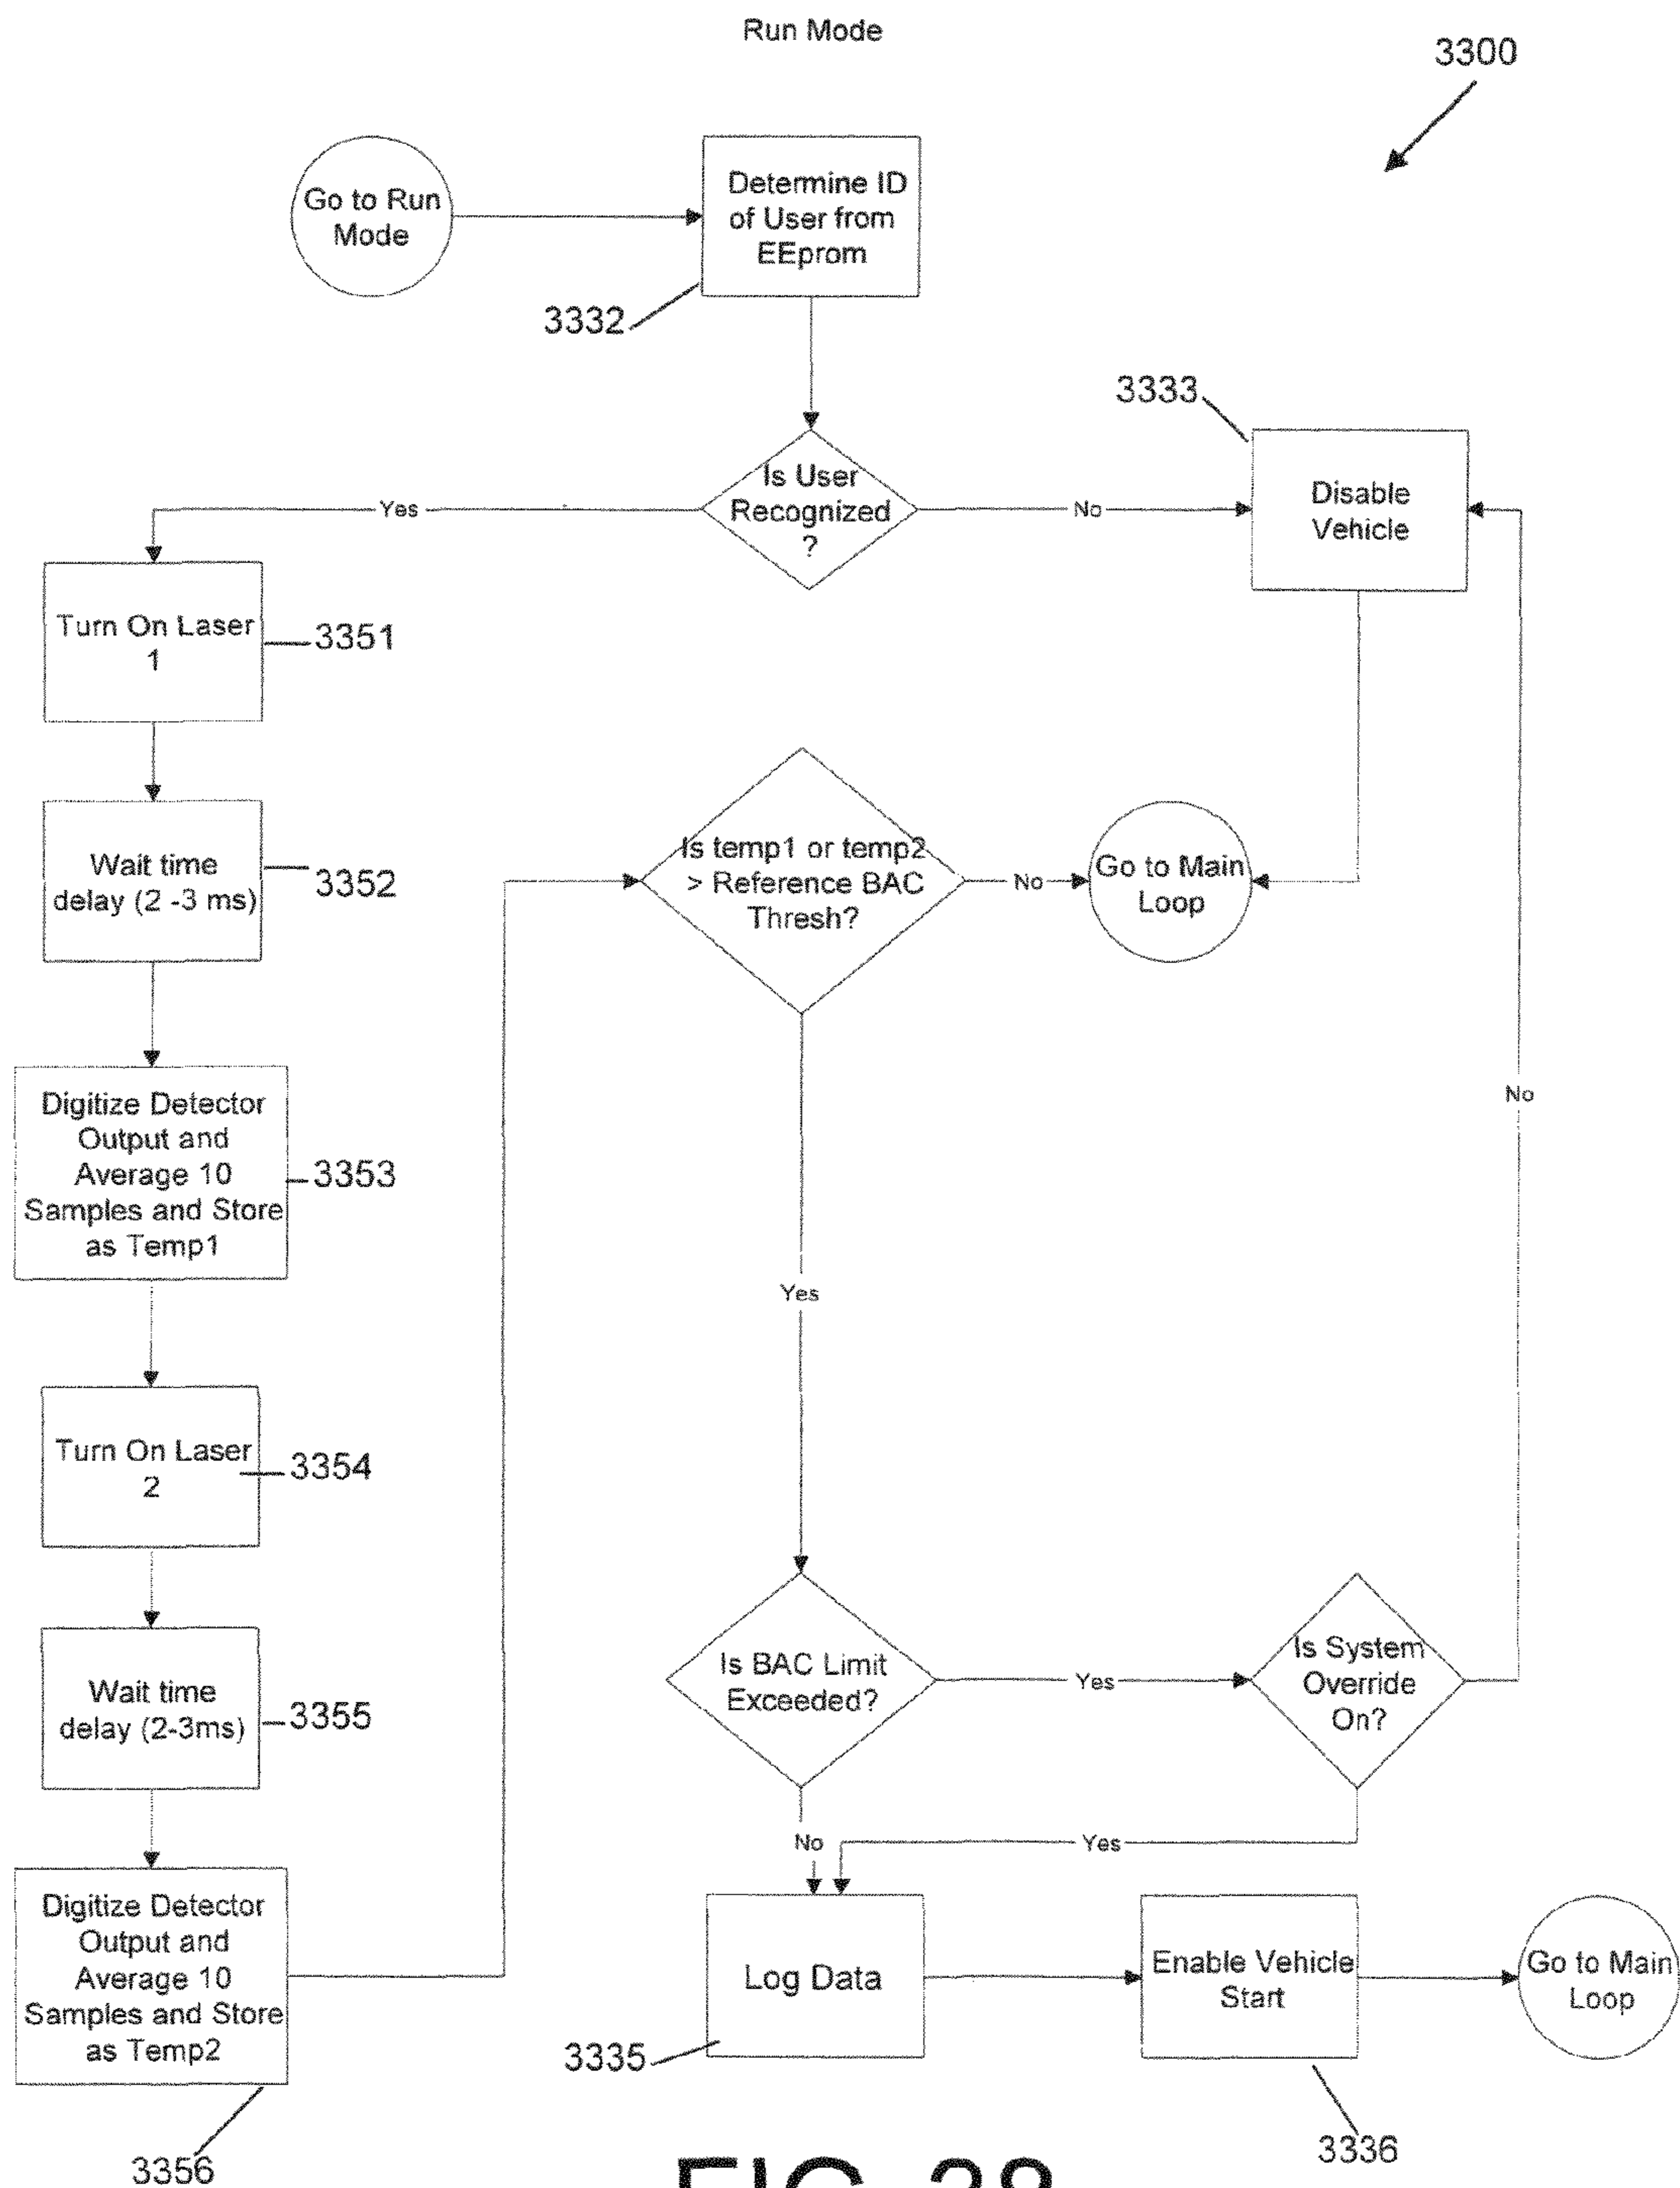 Run Mode
3300
Go to Run
Mode
Determine ID
of User from
EEprom
3332
3333
Is User
Recognized
?
Yes
No
Disable
Vehicle
Turn On Laser
1
3351
Wait time
delay (2 -3 ms)
3352
Is temp1 or temp2
> Reference BAC
Thresh?
No
Go to Main
Loop
Digitize Detector
Output and
Average 10
Samples and Store
as Temp1
3353
No
Yes
Turn On Laser
2
3354
Wait time
delay (2-3ms)
3355
Is BAC Limit
Exceeded?
Yes
Is System
Override
On?
No
Yes
Digitize Detector
Output and
Average 10
Samples and Store
as Temp2
3356
Log Data
3335
Enable Vehicle
Start
3336
Go to Main
Loop